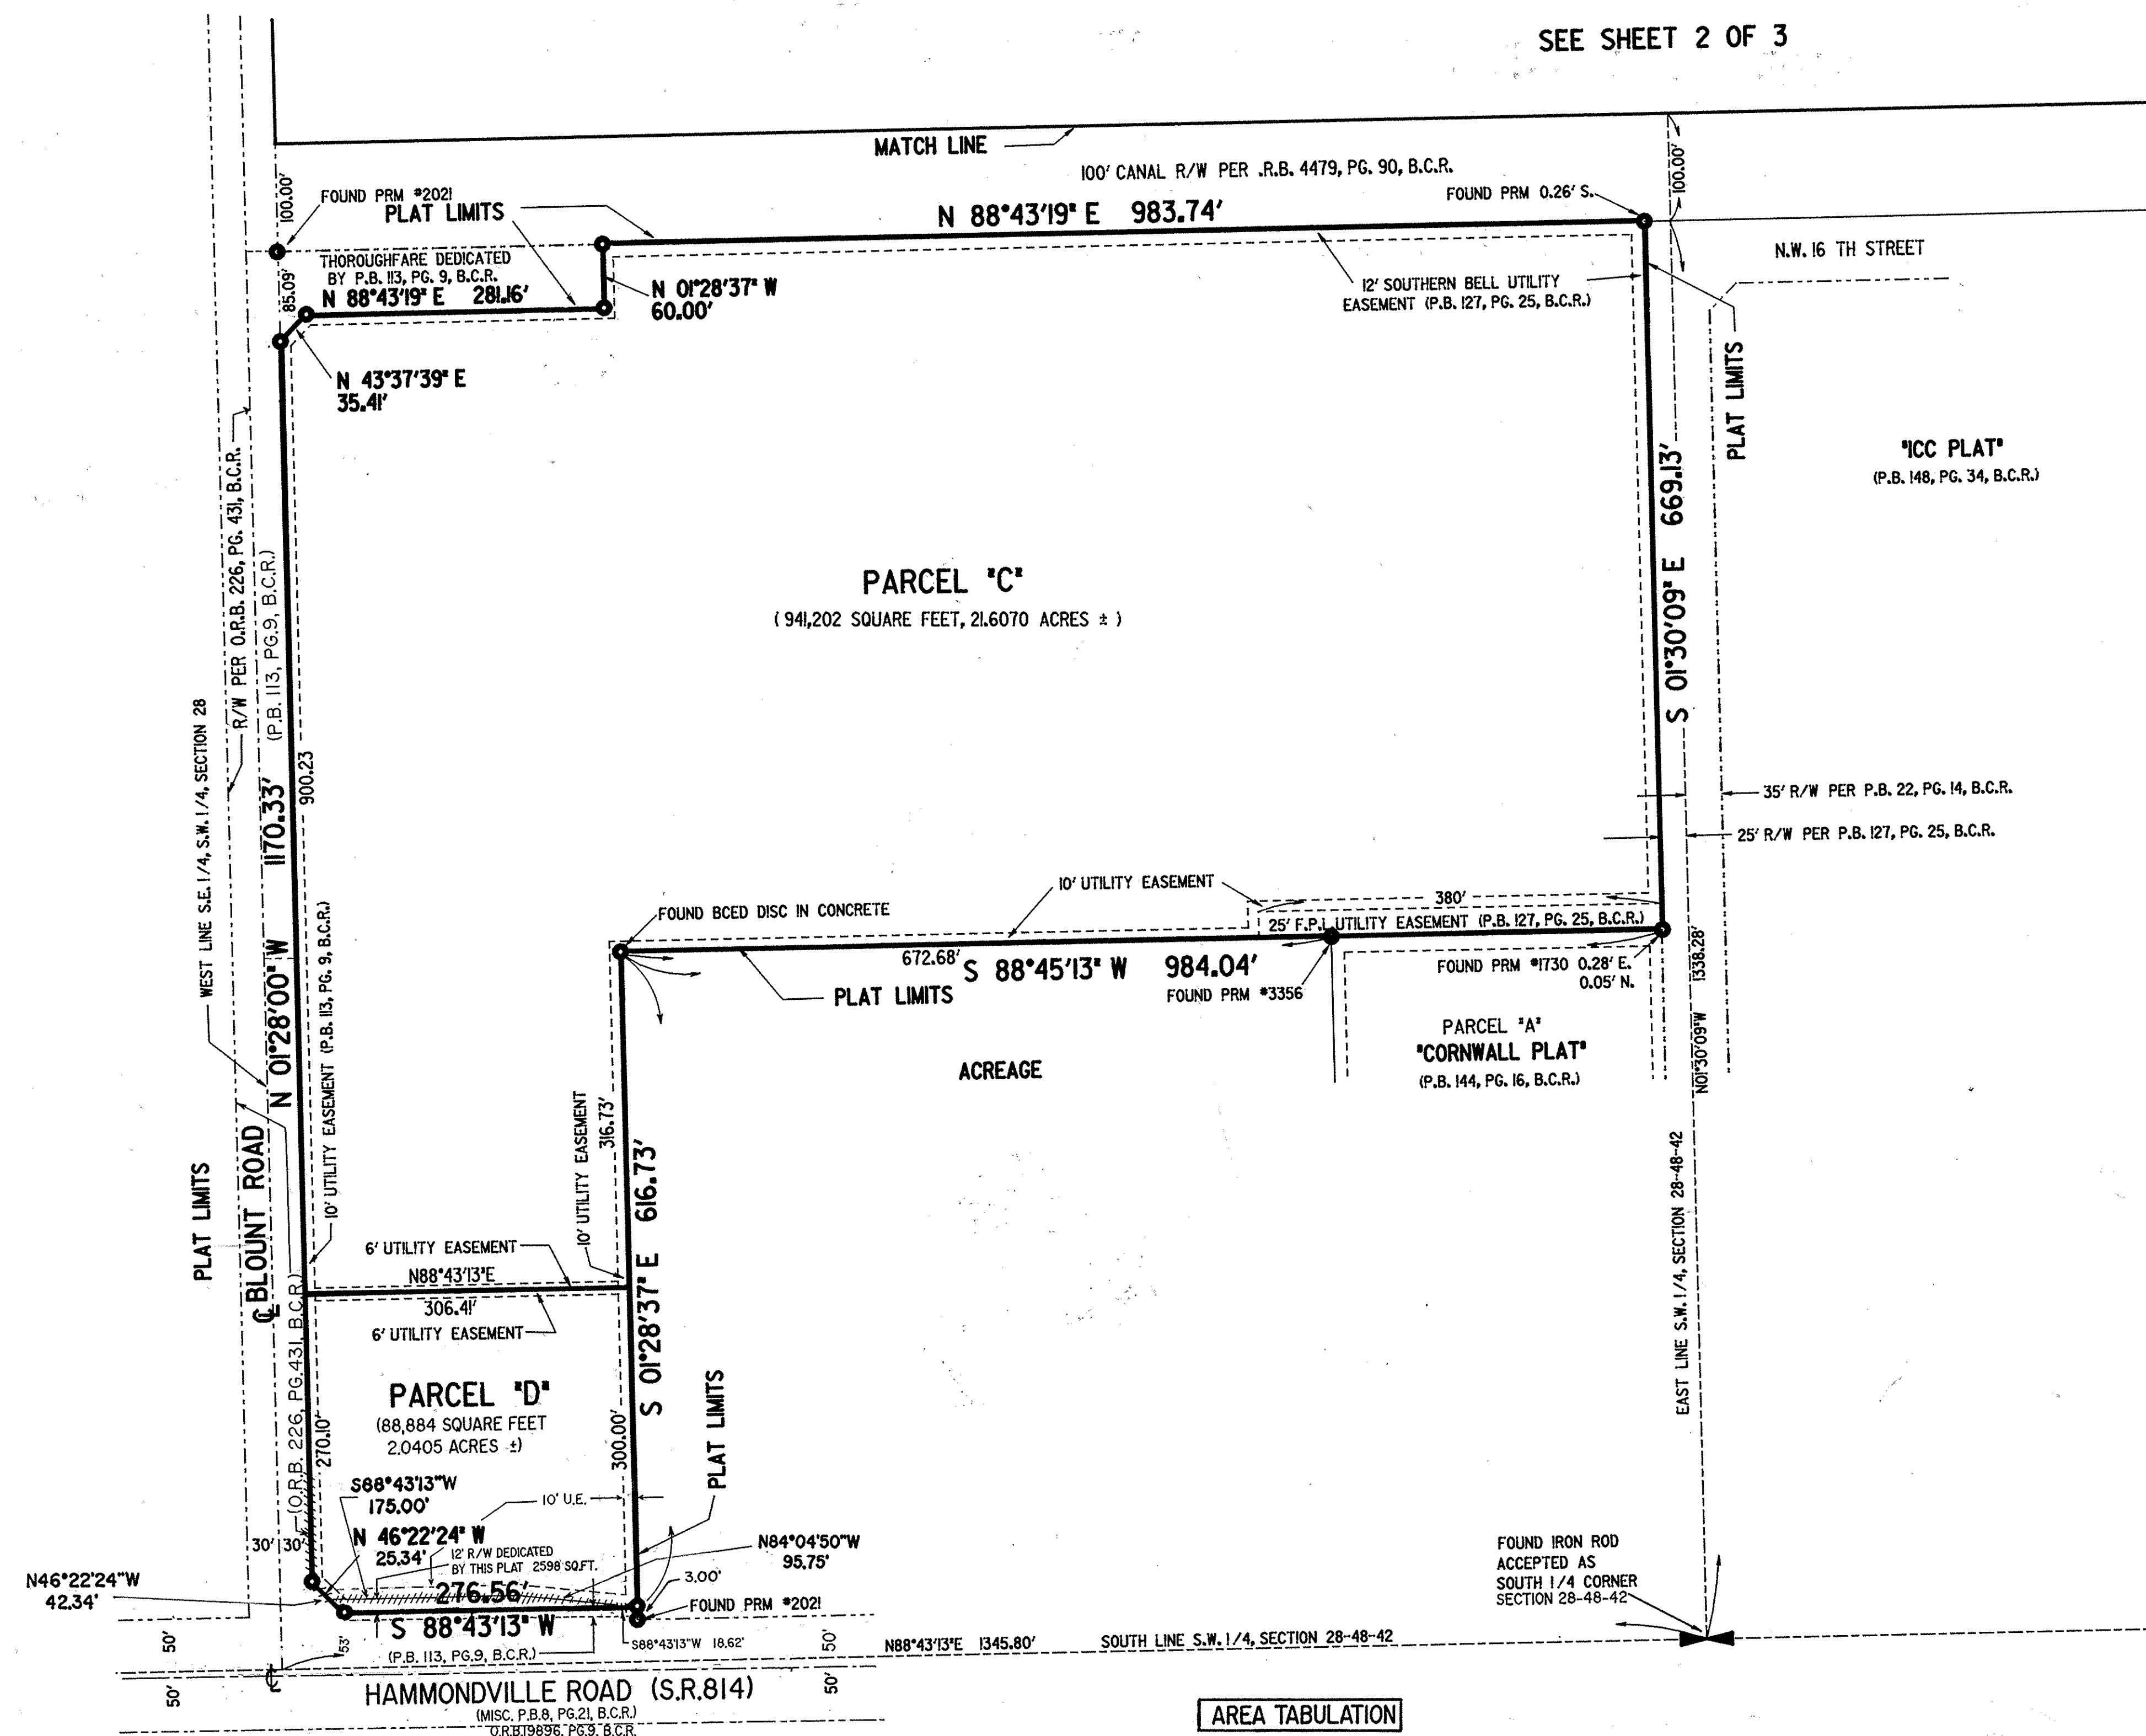 SEE SHEET 2 OF 3
MATCH LINE
100' CANAL R/W PER .R.B. 4479, PG. 90, B.C.R.
100.00'
100.00'
FOUND PRM #2021
PLAT LIMITS
FOUND PRM 0.26' S.
N 88°43'19" E 983.74'
THOROUGHFARE DEDICATED
BY P.B. 113, PG. 9, B.C.R.
N 88°43'19" E 281.16'
85.09'
N 01°28'37" W
60.00'
12' SOUTHERN BELL UTILITY
EASEMENT (P.B. 127, PG. 25, B.C.R.)
N.W. 16 TH STREET
N 43°37'39" E
35.41'
PLAT LIMITS
"ICC PLAT"
(P.B. 148, PG. 34, B.C.R.)
S 01°30'09" E 669.13'
R/W PER O.R.B. 226, PG. 431, B.C.R.
(P.B. 113, PG.9, B.C.R.)
PARCEL "C"
( 941,202 SQUARE FEET, 21.6070 ACRES ± )
WEST LINE S.E. 1/4, S.W. 1/4, SECTION 28
N 01°28'00" W 1170.33'
900.23
35' R/W PER P.B. 22, PG. 14, B.C.R.
25' R/W PER P.B. 127, PG. 25, B.C.R.
10' UTILITY EASEMENT (P.B. 113, PG. 9, B.C.R.)
FOUND BCED DISC IN CONCRETE
10' UTILITY EASEMENT
380'
25' F.P.L UTILITY EASEMENT (P.B. 127, PG. 25, B.C.R.)
672.68'
S 88°45'13" W 984.04'
PLAT LIMITS
FOUND PRM #3356
FOUND PRM #1730 0.28' E.
0.05' N.
N01°30'09"W 1338.28'
PARCEL "A"
"CORNWALL PLAT"
(P.B. 144, PG. 16, B.C.R.)
ACREAGE
10' UTILITY EASEMENT
316.73'
S 01°28'37" E 616.73'
PLAT LIMITS
BLOUNT ROAD
(O.R.B. 226, PG.431, B.C.R.)
EAST LINE S.W. 1/4, SECTION 28-48-42
6' UTILITY EASEMENT
N88°43'13"E
306.41'
6' UTILITY EASEMENT
PARCEL "D"
(88,884 SQUARE FEET
2.0405 ACRES ±)
270.10'
300.00'
PLAT LIMITS
S88°43'13"W
175.00'
10' U.E.
N 46°22'24" W
25.34'
12' R/W DEDICATED
BY THIS PLAT 2598 SQ.FT.
N84°04'50"W
95.75'
30' 30'
N46°22'24"W
42.34'
276.56'
3.00'
FOUND PRM #2021
S 88°43'13" W
(P.B. 113, PG.9, B.C.R.)
S88°43'13"W 18.62'
FOUND IRON ROD
ACCEPTED AS
SOUTH 1/4 CORNER
SECTION 28-48-42
50'
53'
50'
N88°43'13"E 1345.80'
SOUTH LINE S.W. 1/4, SECTION 28-48-42
50'
50'
HAMMONDVILLE ROAD (S.R.814)
(MISC. P.B.8, PG.21, B.C.R.)
O.R.B.19896, PG.9, B.C.R.
AREA TABULATION